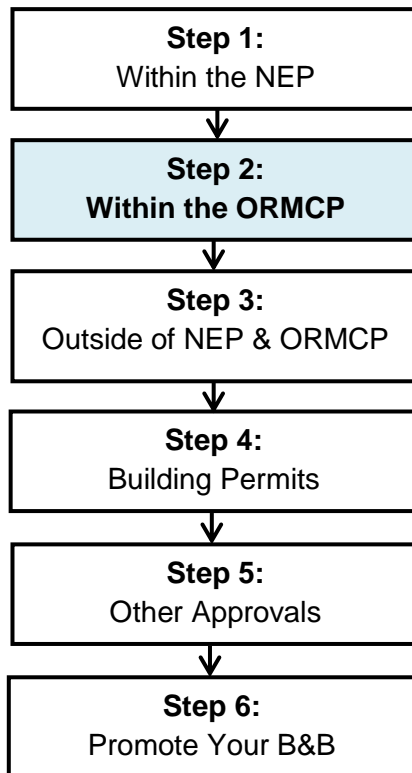 Step 1:
Within the NEP
Step 2:
Within the ORMCP
Step 3:
Outside of NEP & ORMCP
Step 4:
Building Permits
Step 5:
Other Approvals
Step 6:
Promote Your B&B